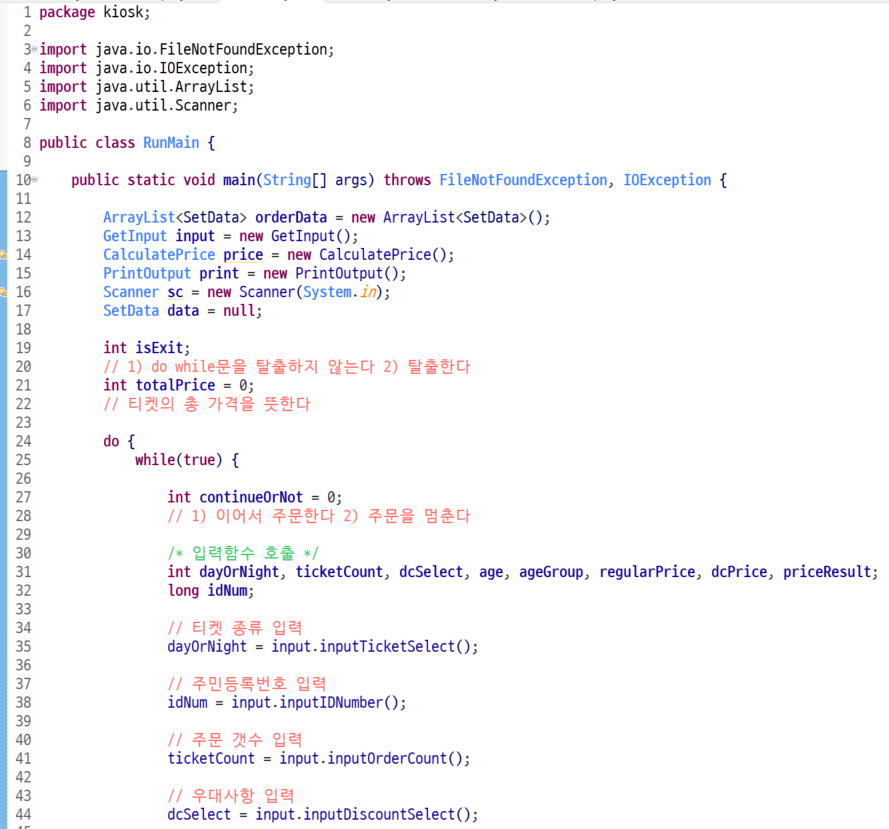 1 package kiosk;
2
3 import java.io.FileNotFoundException;
4 import java.io.IOException;
5 import java.util.ArrayList;
6 import java.util.Scanner;
7
8 public class RunMain {
9
10 public static void main(String[] args) throws FileNotFoundException, IOException {
11
12 ArrayList<SetData> orderData = new ArrayList<SetData>();
13 GetInput input = new GetInput();
14 CalculatePrice price = new CalculatePrice();
15 PrintOutput print = new PrintOutput();
16 Scanner sc = new Scanner(System.in);
17 SetData data = null;
18
19 int isExit;
20 // 1) do while문을 탈출하지 않는다 2) 탈출한다
21 int totalPrice = 0;
22 // 티켓의 총 가격을 뜻한다
23
24 do {
25 while(true) {
26
27 int continueOrNot = 0;
28 // 1) 이어서 주문한다 2) 주문을 멈춘다
29
30 /* 입력함수 호출 */
31 int dayOrNight, ticketCount, dcSelect, age, ageGroup, regularPrice, dcPrice, priceResult;
32 long idNum;
33
34 // 티켓 종류 입력
35 dayOrNight = input.inputTicketSelect();
36
37 // 주민등록번호 입력
38 idNum = input.inputIDNumber();
39
40 // 주문 갯수 입력
41 ticketCount = input.inputOrderCount();
42
43 // 우대사항 입력
44 dcSelect = input.inputDiscountSelect();